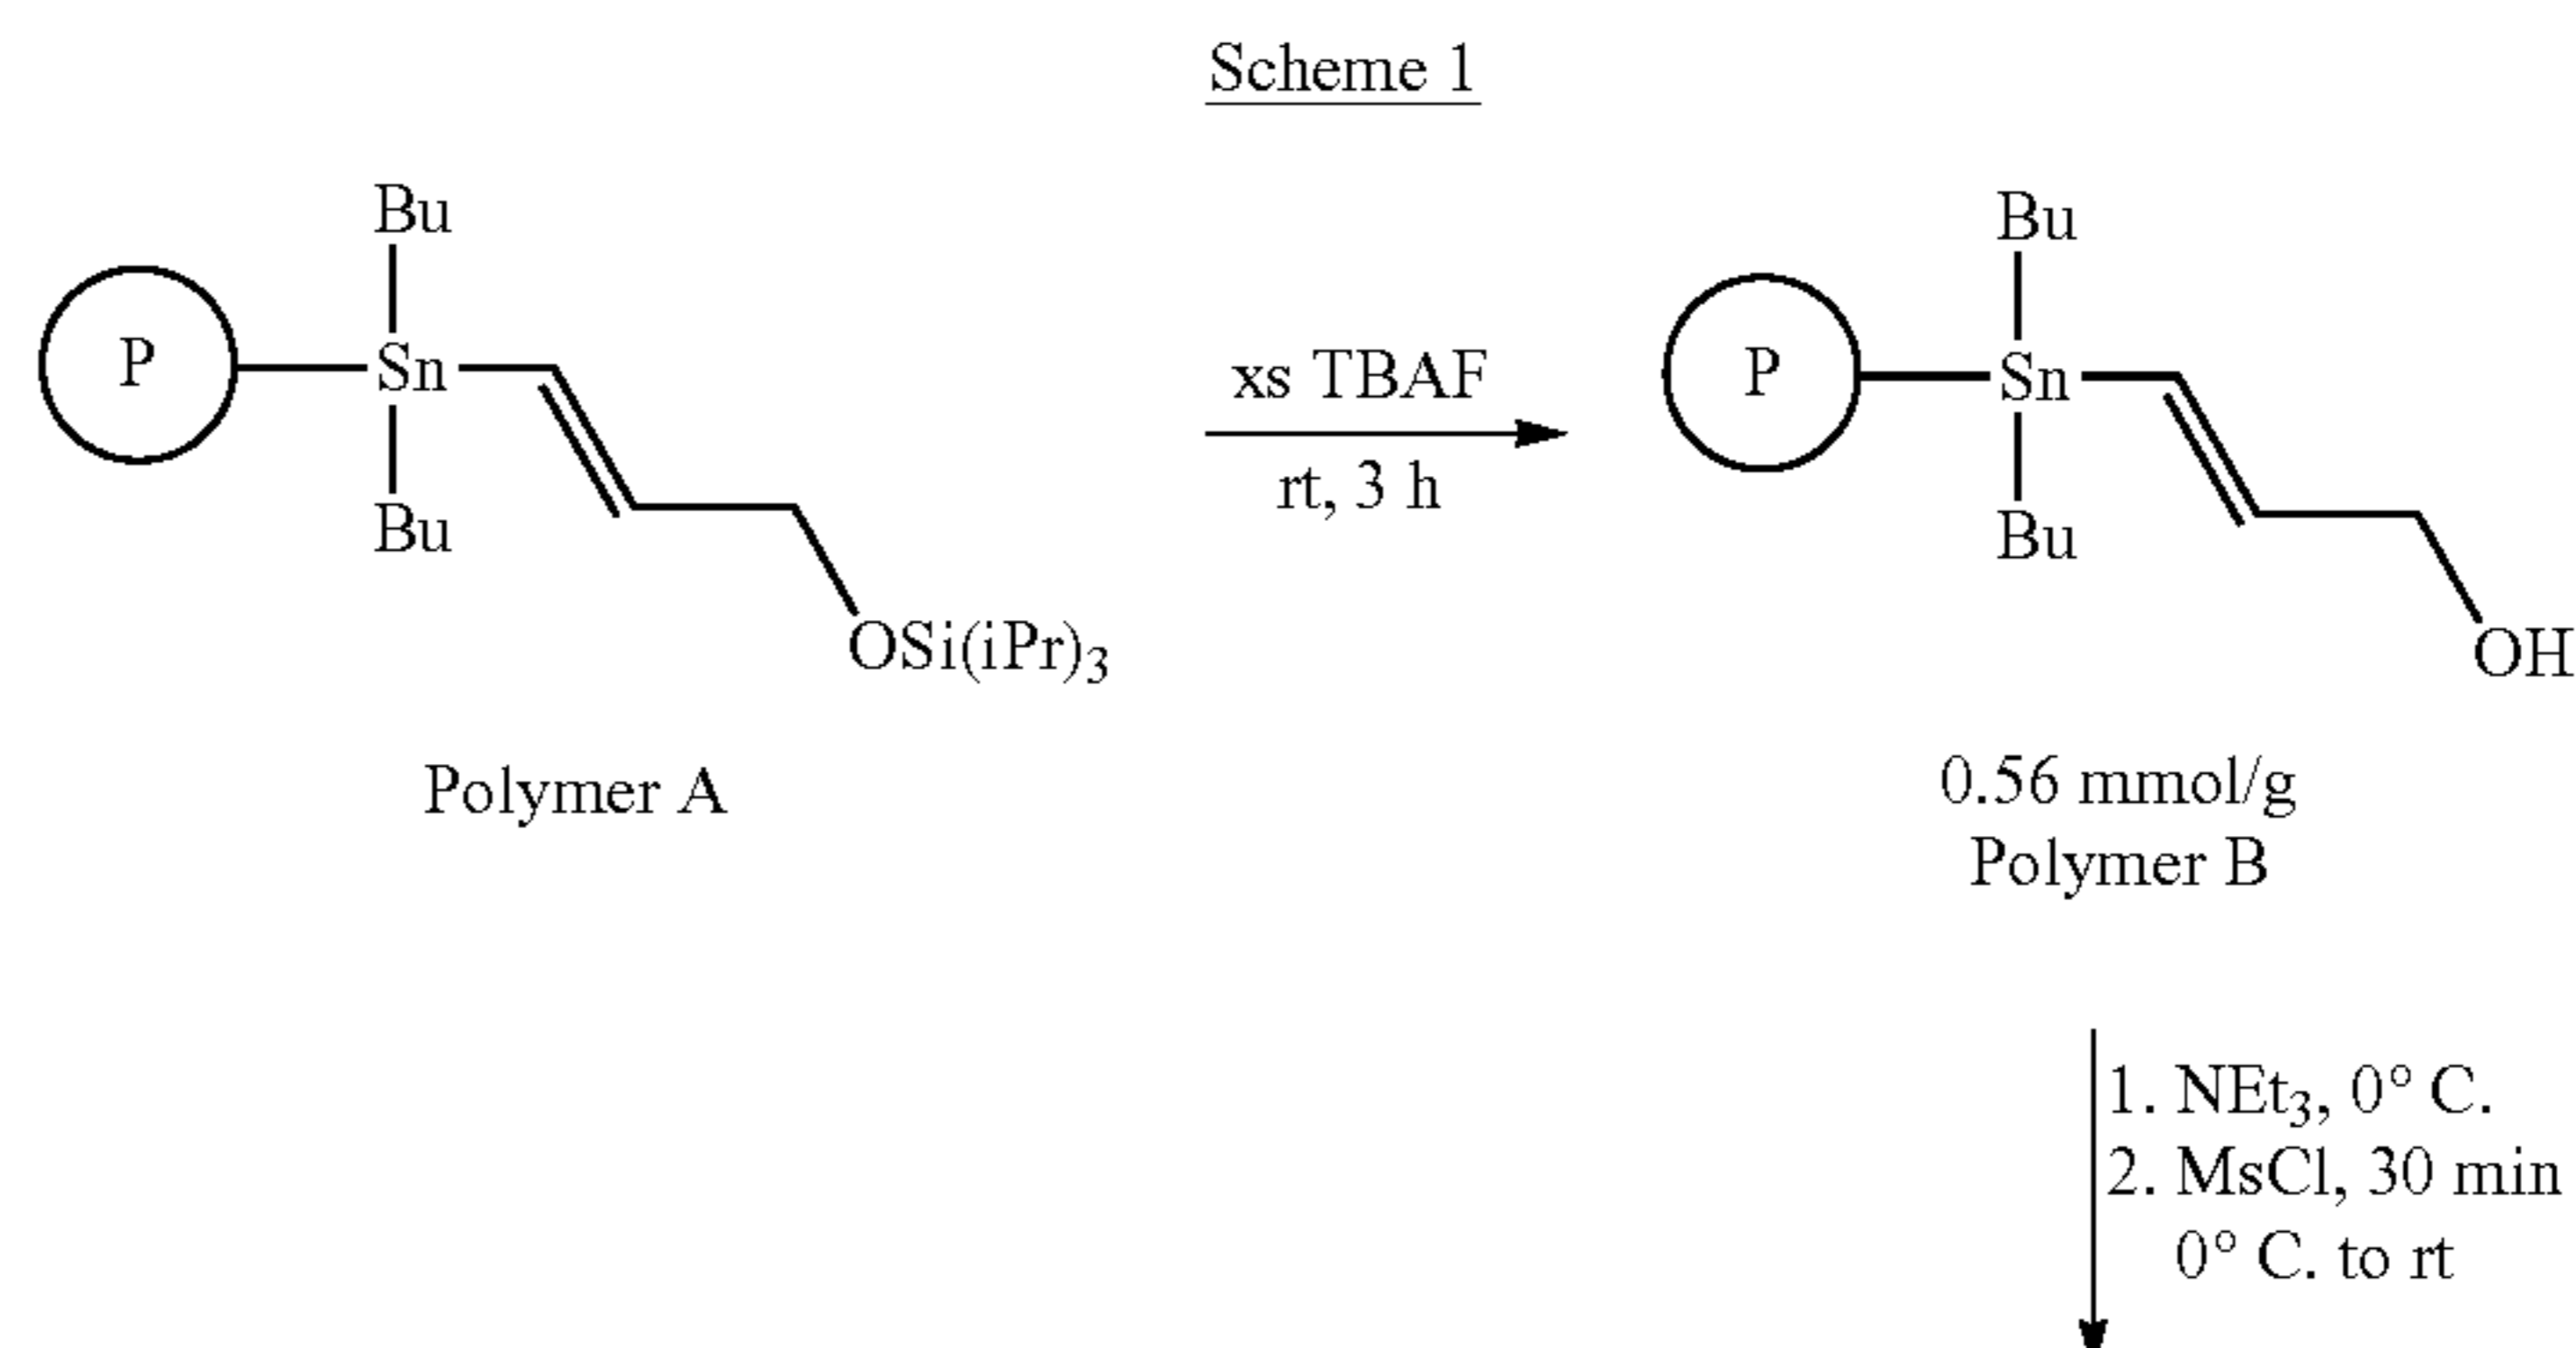 Scheme 1
Bu
P
Sn
Bu
OSi(iPr)₃
Polymer A
xs TBAF
rt, 3 h
Bu
P
Sn
Bu
OH
0.56 mmol/g
Polymer B
1. NEt₃, 0° C.
2. MsCl, 30 min
0° C. to rt